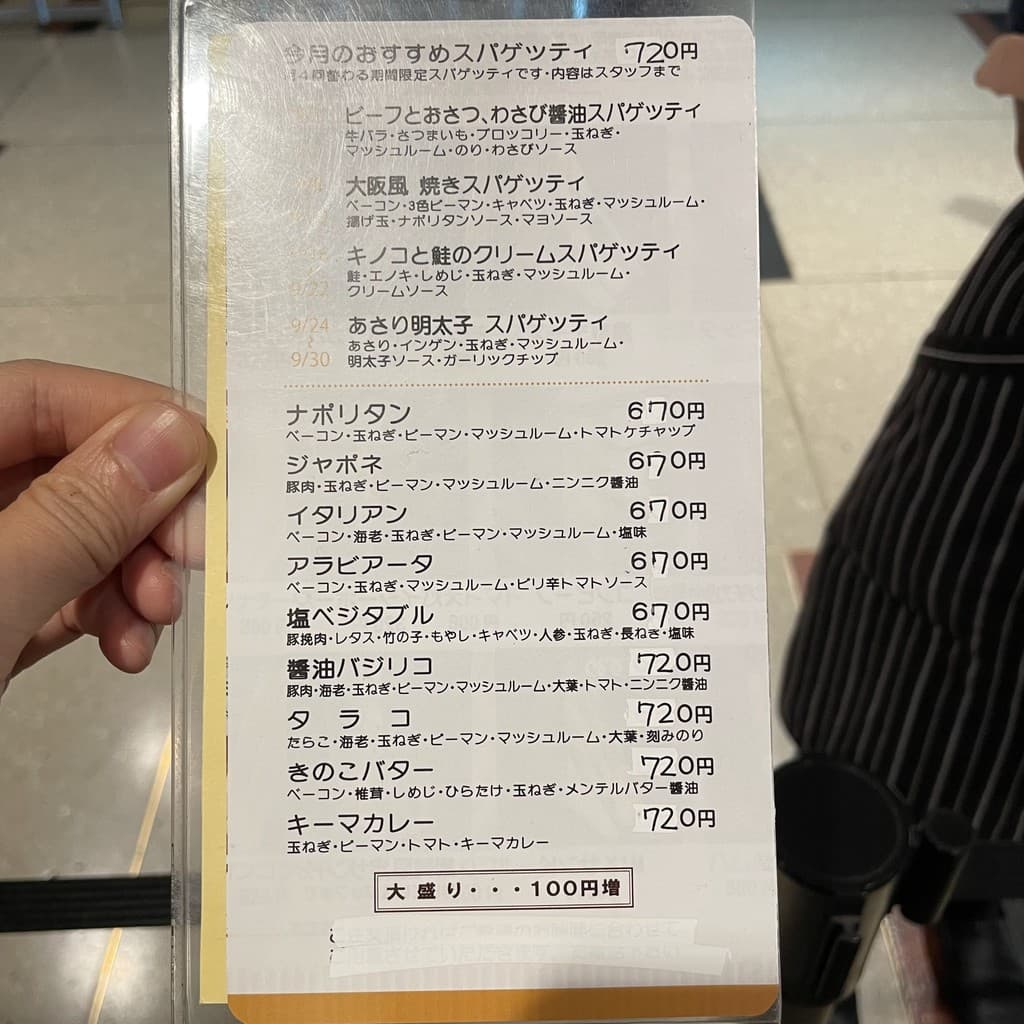 今月のおすすめスパゲッティ 720円
月4回替わる期間限定スパゲッティです・内容はスタッフまで
ビーフとおさつ、わさび醤油スパゲッティ
牛バラ・さつまいも・ブロッコリー・玉ねぎ・
マッシュルーム・のり・わさびソース
大阪風 焼きスパゲッティ
ベーコン・3色ピーマン・キャベツ・玉ねぎ・マッシュルーム・
揚げ玉・ナポリタンソース・マヨソース
キノコと鮭のクリームスパゲッティ
鮭・エノキ・しめじ・玉ねぎ・マッシュルーム・
9/22 クリームソース
9/24 あさり明太子 スパゲッティ
〜 あさり・インゲン・玉ねぎ・マッシュルーム・
9/30 明太子ソース・ガーリックチップ
ナポリタン 670円
ベーコン・玉ねぎ・ピーマン・マッシュルーム・トマトケチャップ
ジャポネ 670円
豚肉・玉ねぎ・ピーマン・マッシュルーム・ニンニク醤油
イタリアン 670円
ベーコン・海老・玉ねぎ・ピーマン・マッシュルーム・塩味
アラビアータ 670円
ベーコン・玉ねぎ・マッシュルーム・ピリ辛トマトソース
塩ベジタブル 670円
豚挽肉・レタス・竹の子・もやし・キャベツ・人参・玉ねぎ・長ねぎ・塩味
醤油バジリコ 720円
豚肉・海老・玉ねぎ・ピーマン・マッシュルーム・大葉・トマト・ニンニク醤油
タラコ 720円
たらこ・海老・玉ねぎ・ピーマン・マッシュルーム・大葉・刻みのり
きのこバター 720円
ベーコン・椎茸・しめじ・ひらたけ・玉ねぎ・メンテルバター醤油
キーマカレー 720円
玉ねぎ・ピーマン・トマト・キーマカレー
大盛り・・・100円増